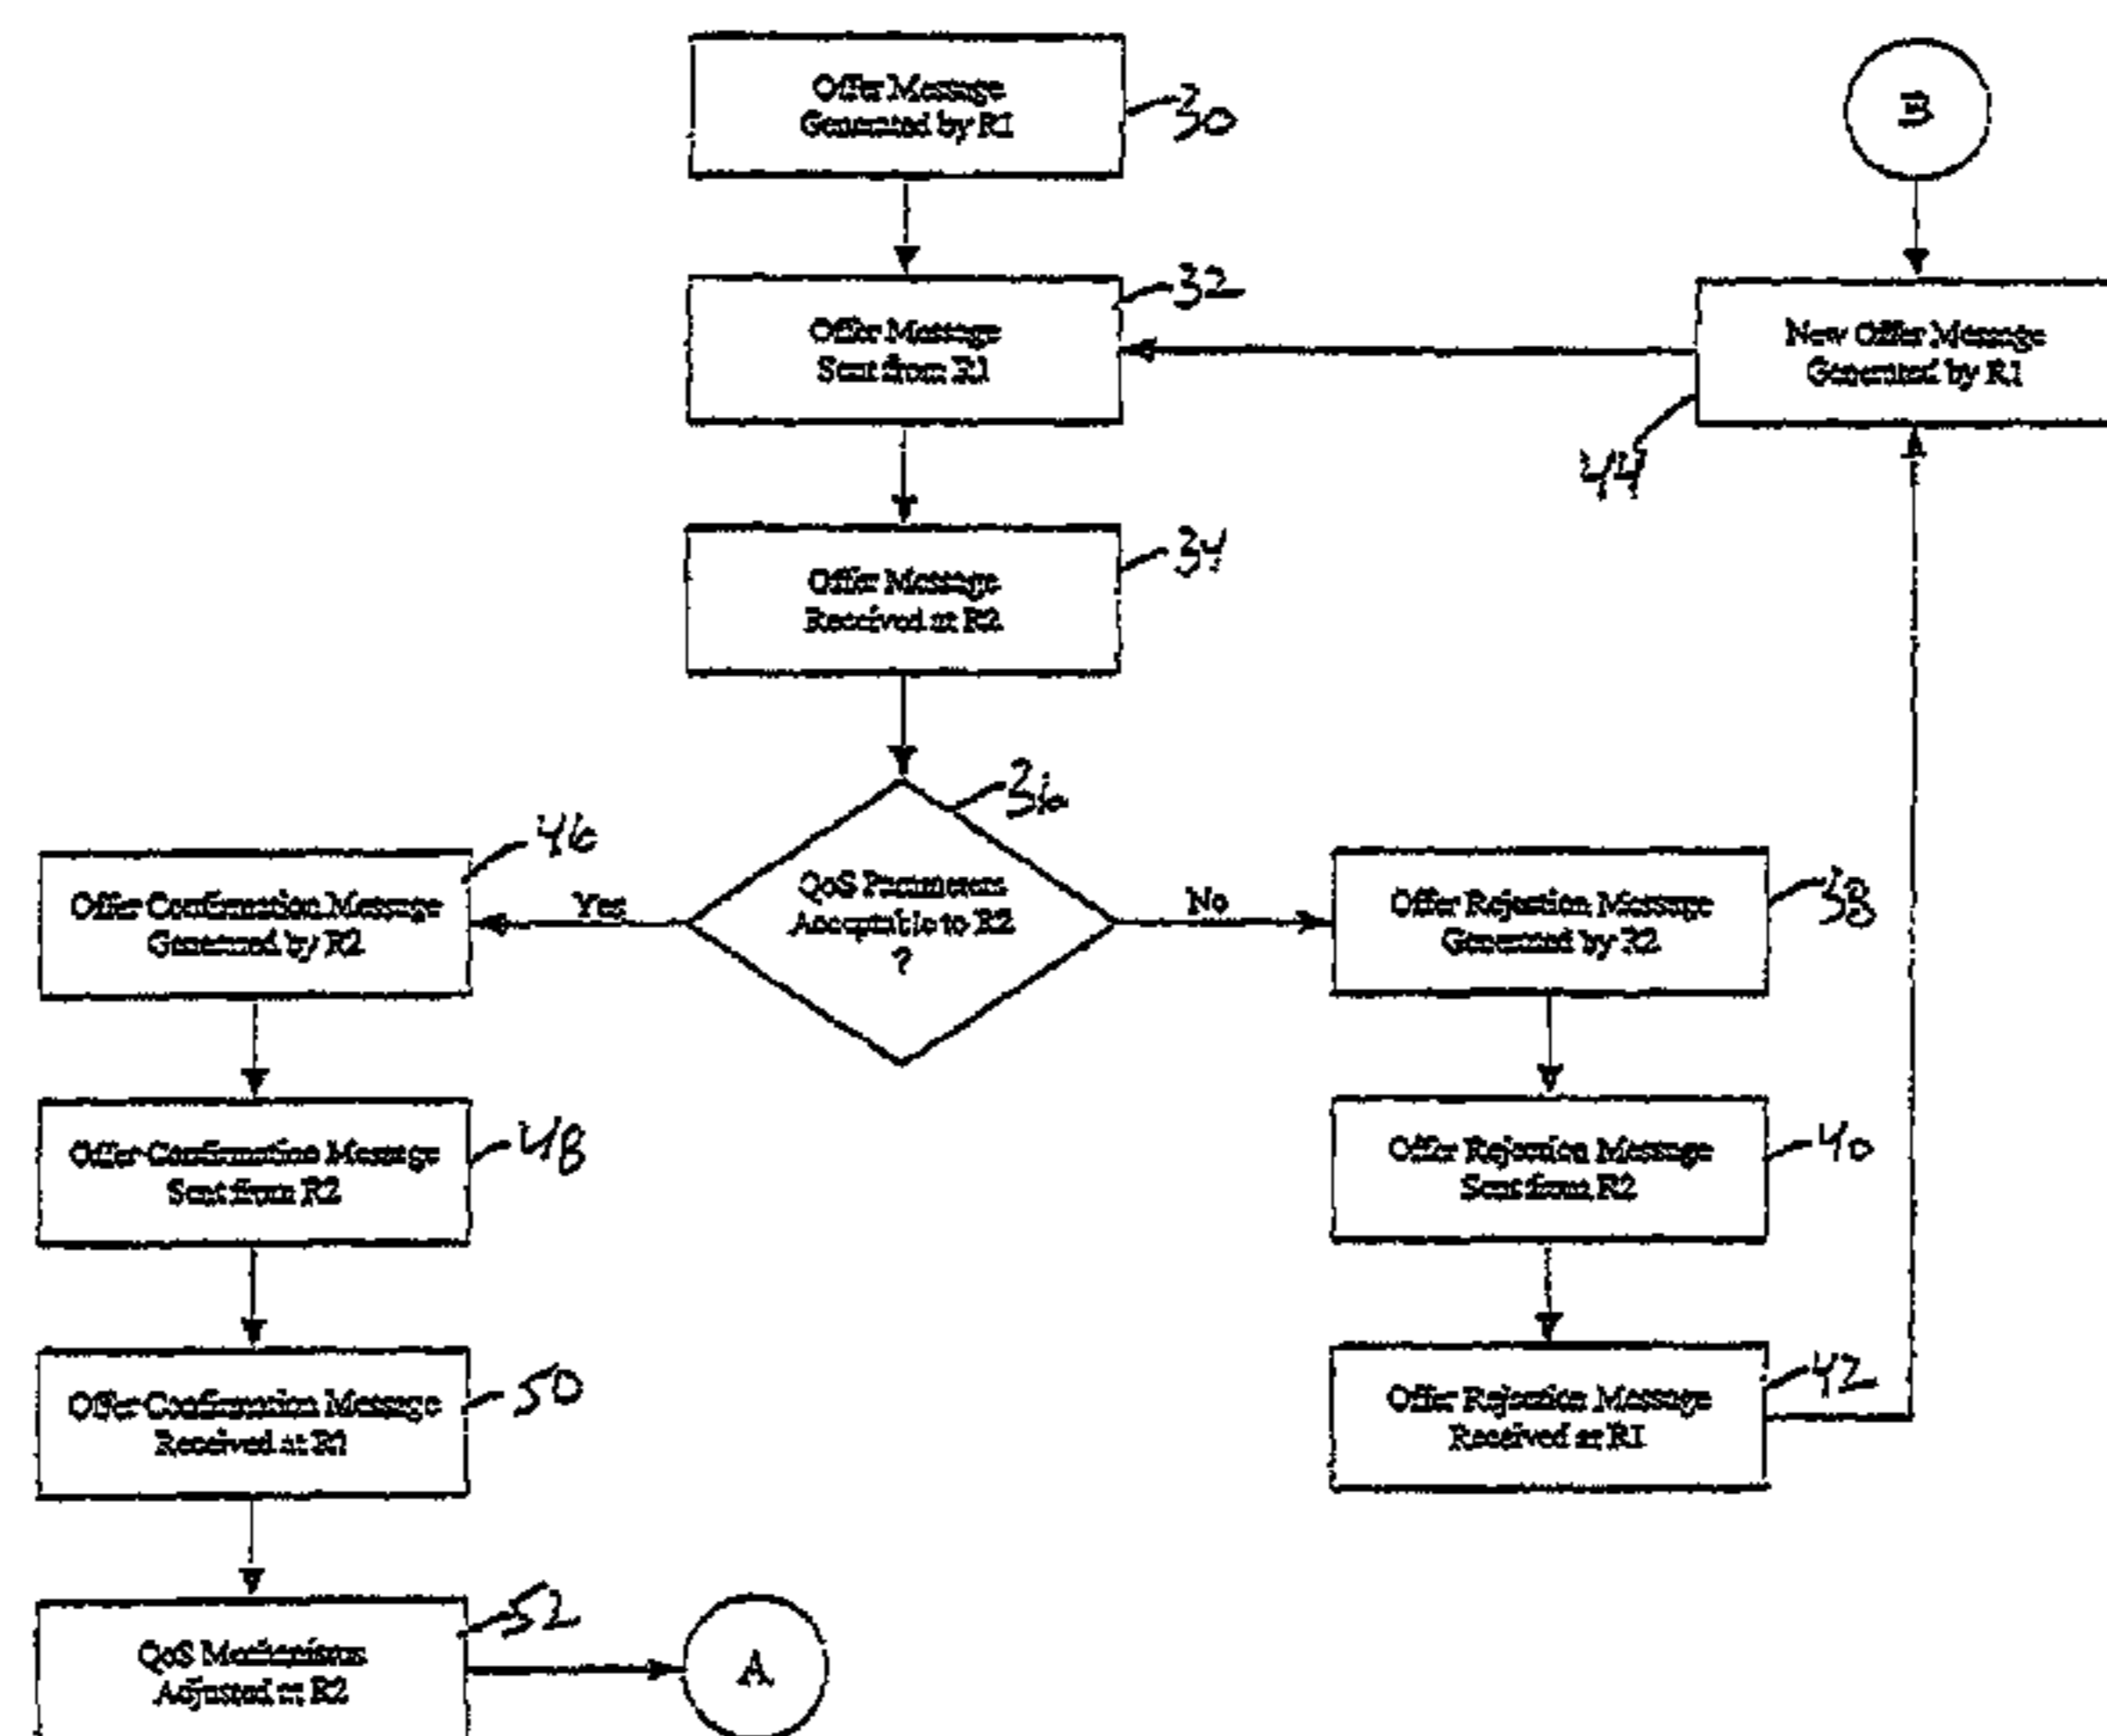 Offer Message
Generated by R1
30
B
Offer Message
Sent from R1
32
New Offer Message
Generated by R1
44
Offer Message
Received at R2
34
QoS Parameters
Acceptable to R2
?
36
Yes
No
Offer Confirmation Message
Generated by R2
46
Offer Rejection Message
Generated by R2
38
Offer Confirmation Message
Sent from R2
48
Offer Rejection Message
Sent from R2
40
Offer Confirmation Message
Received at R1
50
Offer Rejection Message
Received at R1
42
QoS Mechanisms
Adjusted at R2
52
A